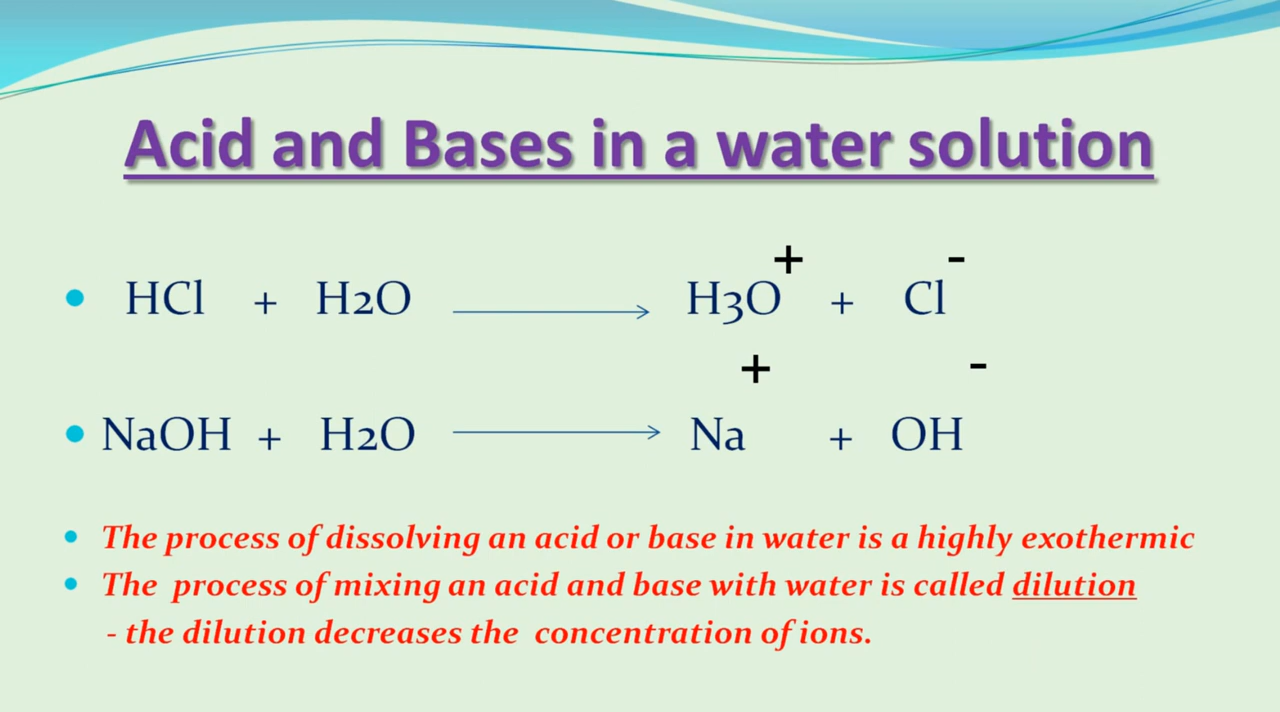 Acid and Bases in a water solution
• HCl + H2O ⟶ H3O⁺ + Cl⁻
• NaOH + H2O ⟶ Na⁺ + OH⁻
• The process of dissolving an acid or base in water is a highly exothermic
• The process of mixing an acid and base with water is called dilution
- the dilution decreases the concentration of ions.